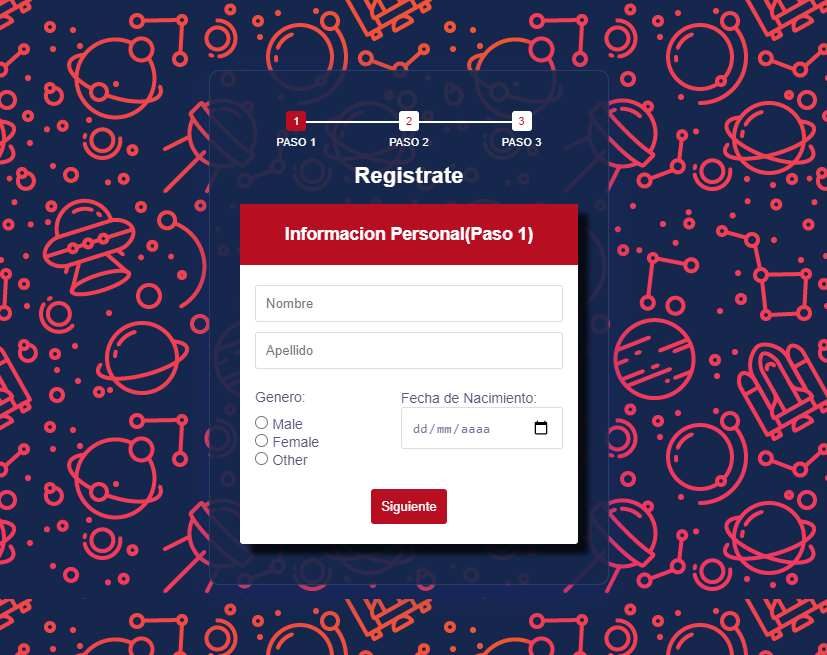 1 2 3
PASO 1 PASO 2 PASO 3
Registrate
Informacion Personal(Paso 1)
Nombre
Apellido
Genero: Fecha de Nacimiento:
Male dd/mm/aaaa
Female
Other
Siguiente